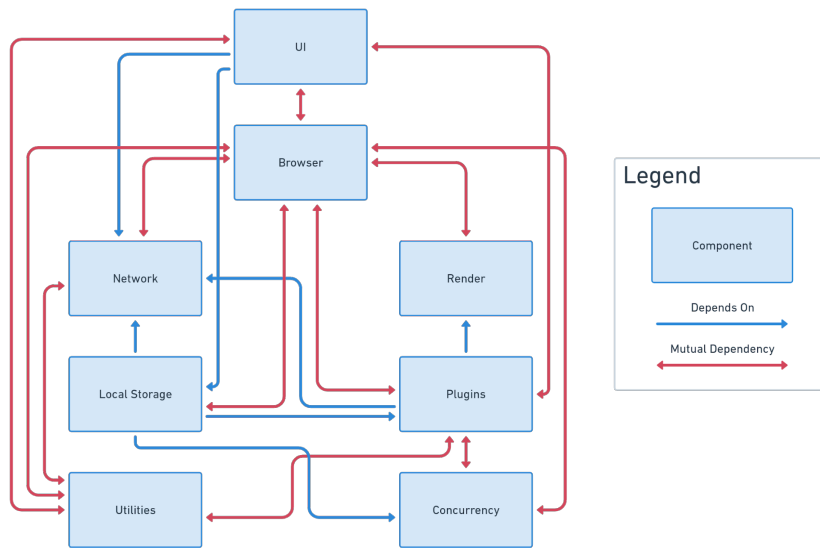 UI
Browser
Legend
Component
Network
Render
Depends On
Mutual Dependency
Local Storage
Plugins
Utilities
Concurrency